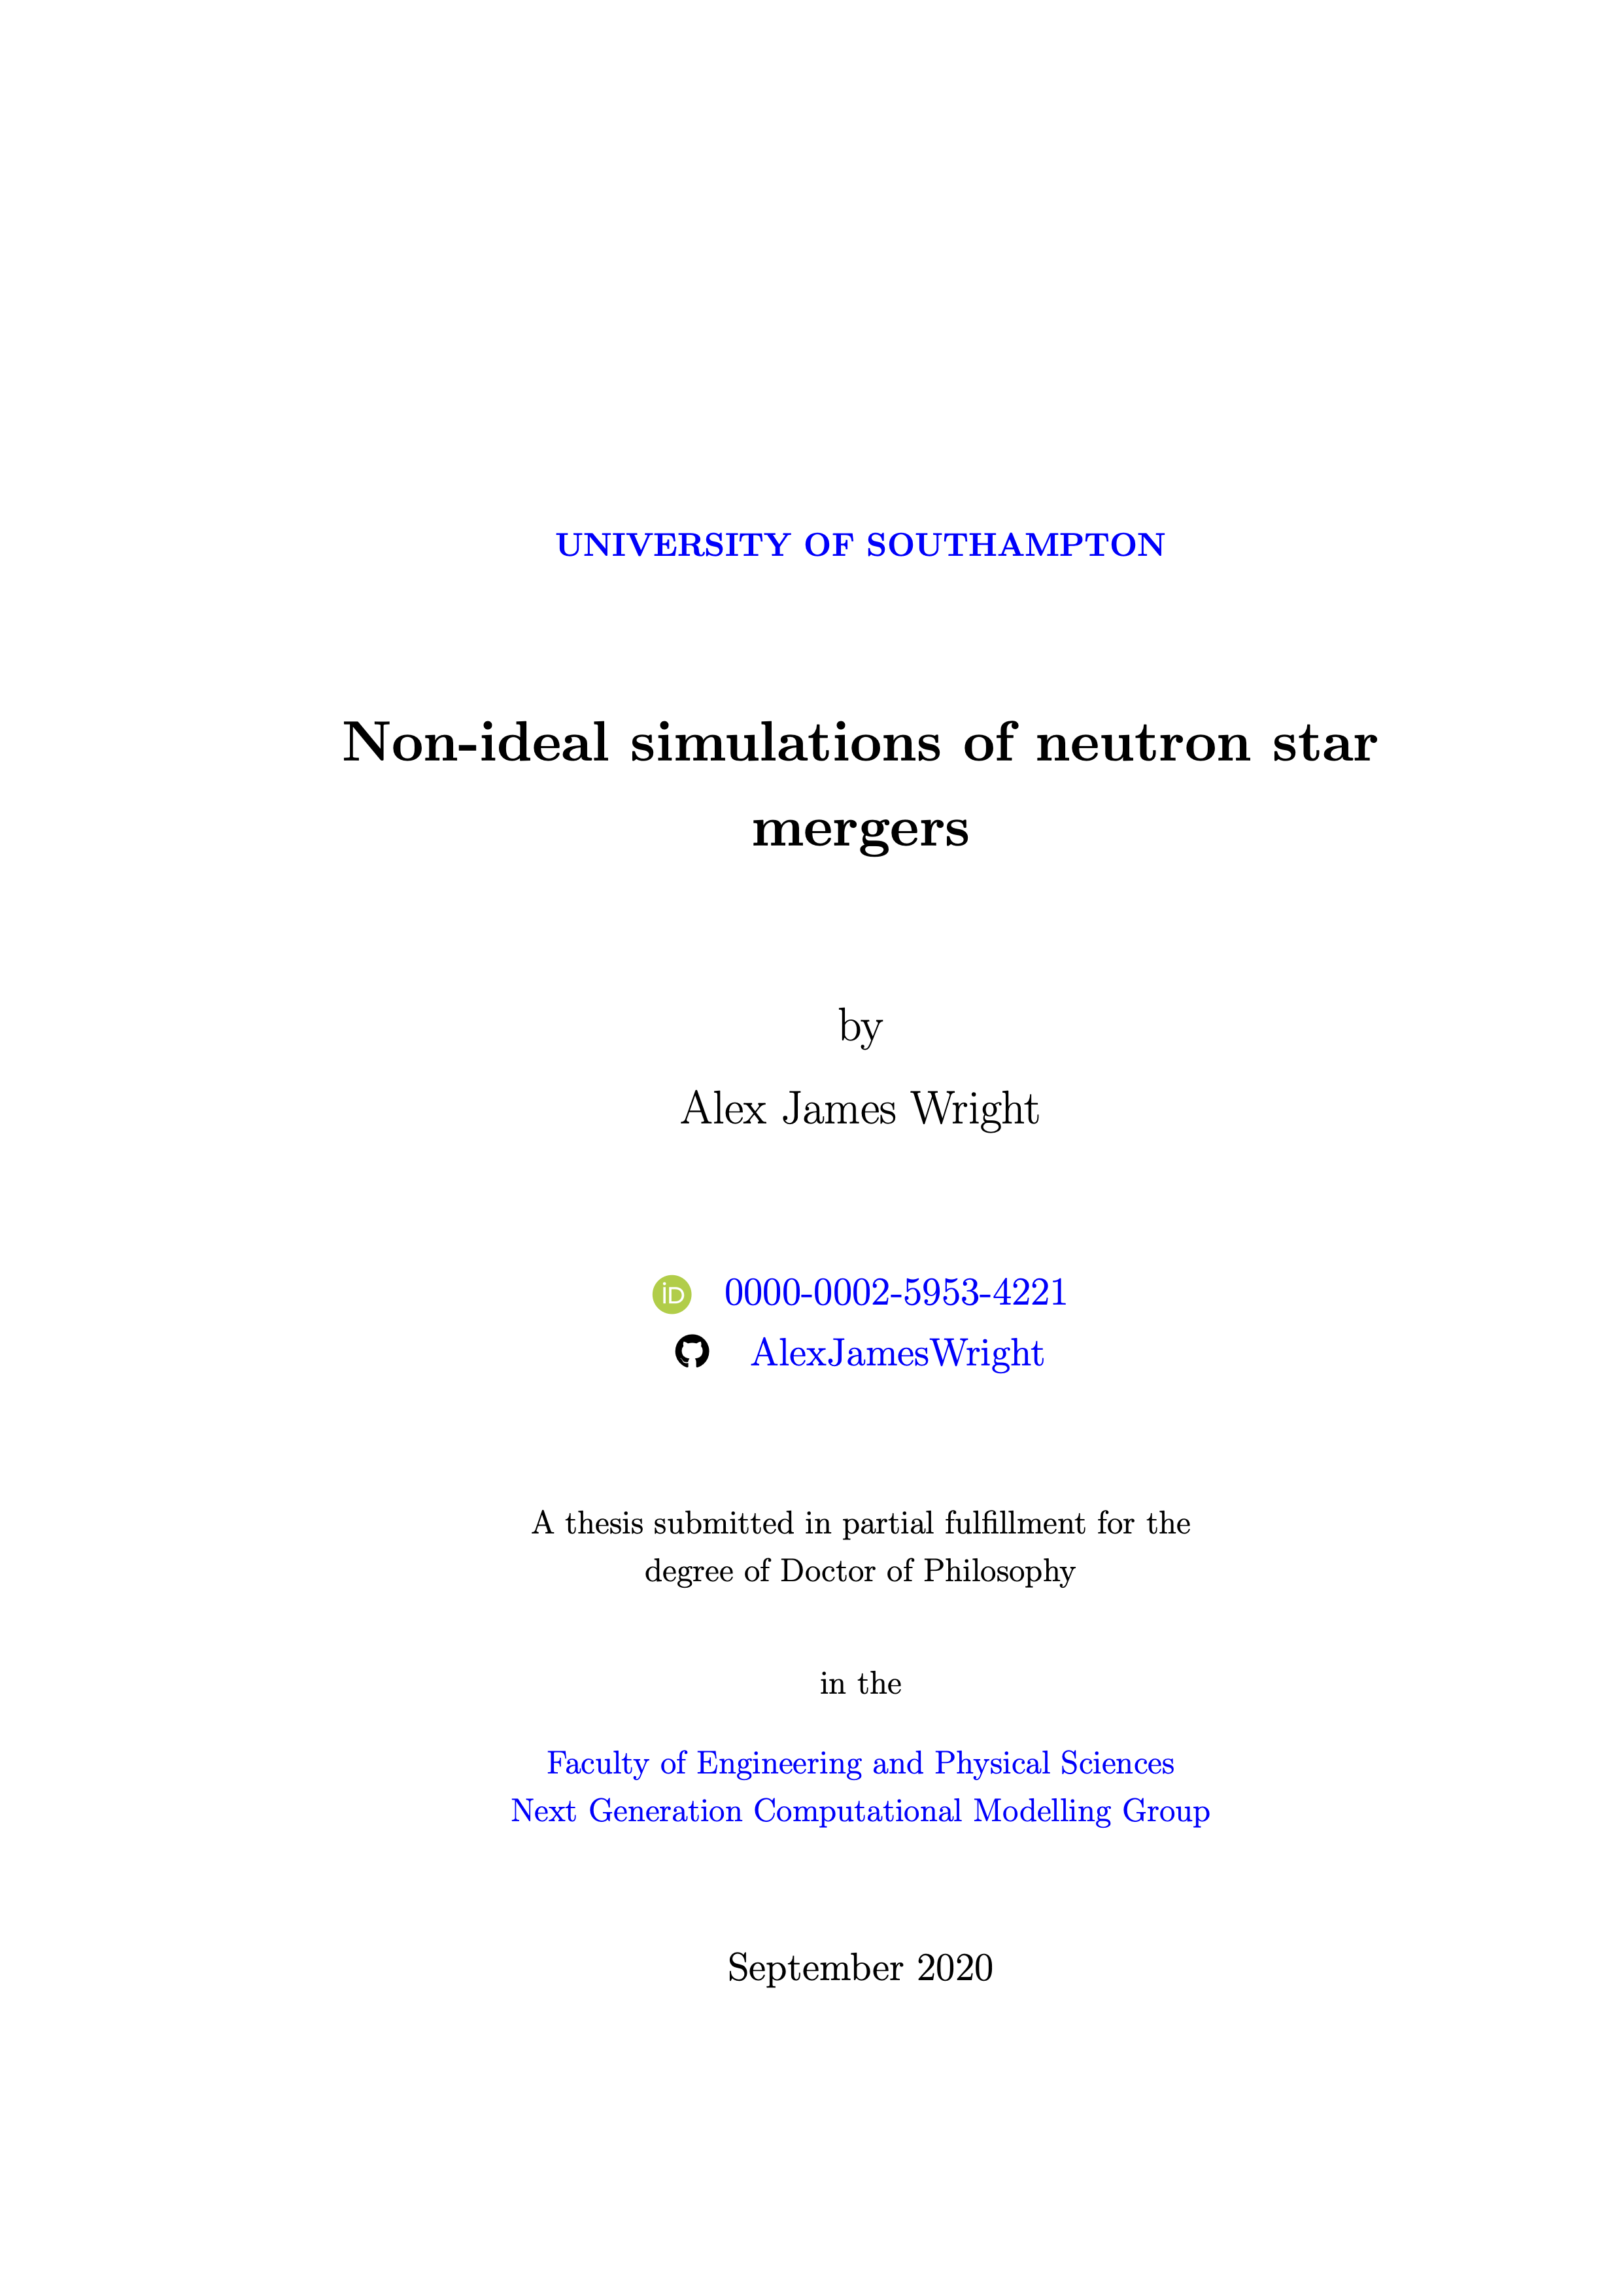 UNIVERSITY OF SOUTHAMPTON
Non-ideal simulations of neutron star
mergers
by
Alex James Wright
iD 0000-0002-5953-4221
AlexJamesWright
A thesis submitted in partial fulfillment for the
degree of Doctor of Philosophy
in the
Faculty of Engineering and Physical Sciences
Next Generation Computational Modelling Group
September 2020